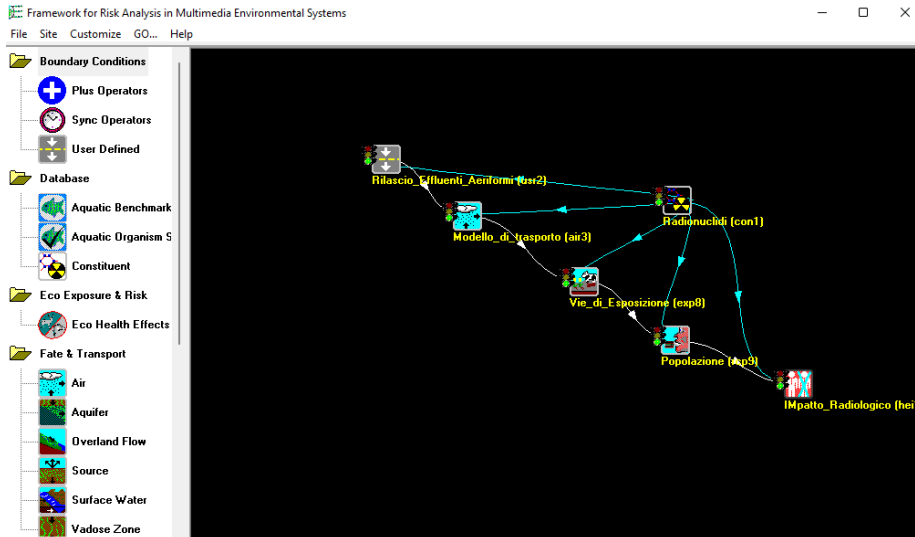 Framework for Risk Analysis in Multimedia Environmental Systems
File Site Customize GO... Help
Boundary Conditions
Plus Operators
Sync Operators
User Defined
Database
Aquatic Benchmark
Aquatic Organism S
Constituent
Eco Exposure & Risk
Eco Health Effects
Fate & Transport
Air
Aquifer
Overland Flow
Source
Surface Water
Vadose Zone
Rilascio_Effluenti_Aeriformi (usr2)
Radionuclidi (con1)
Modello_di_trasporto (air3)
Vie_di_Esposizione (exp8)
Popolazione
IMpatto_Radiologico (hei